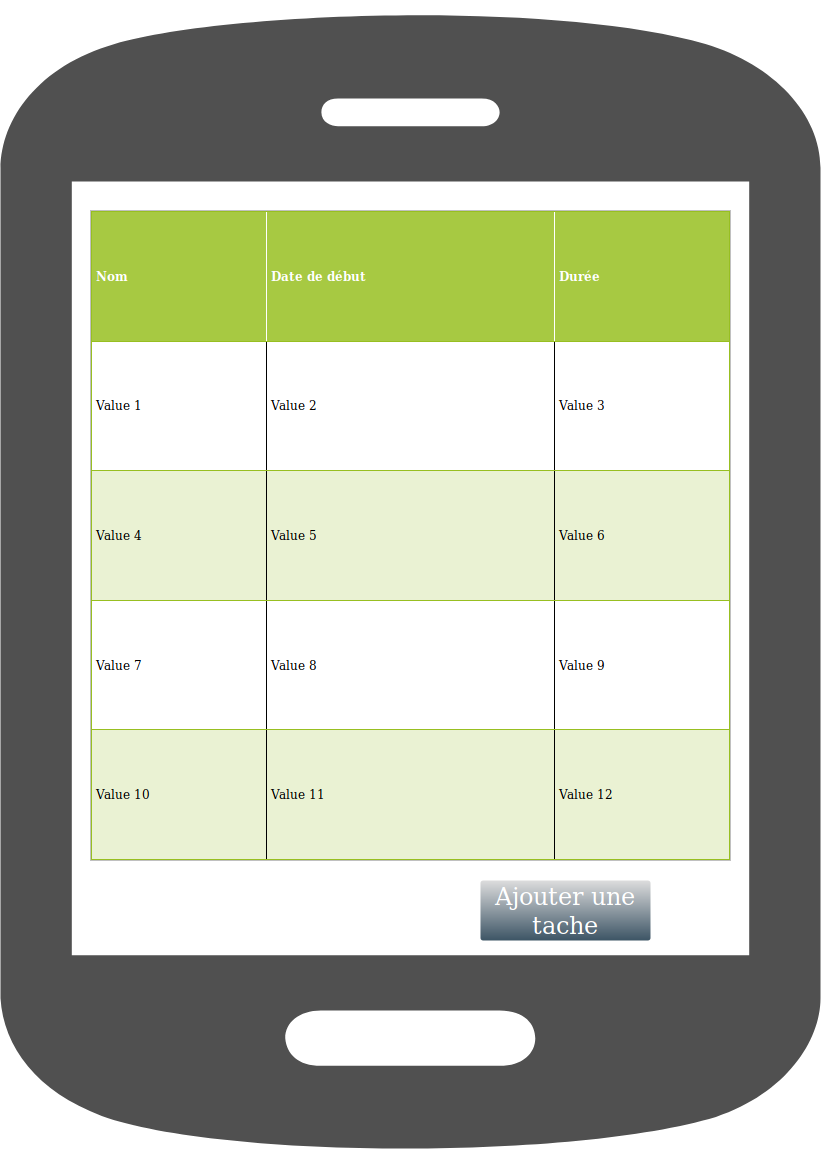 Nom Date de début Durée
Value 1 Value 2 Value 3
Value 4 Value 5 Value 6
Value 7 Value 8 Value 9
Value 10 Value 11 Value 12
Ajouter une
tache